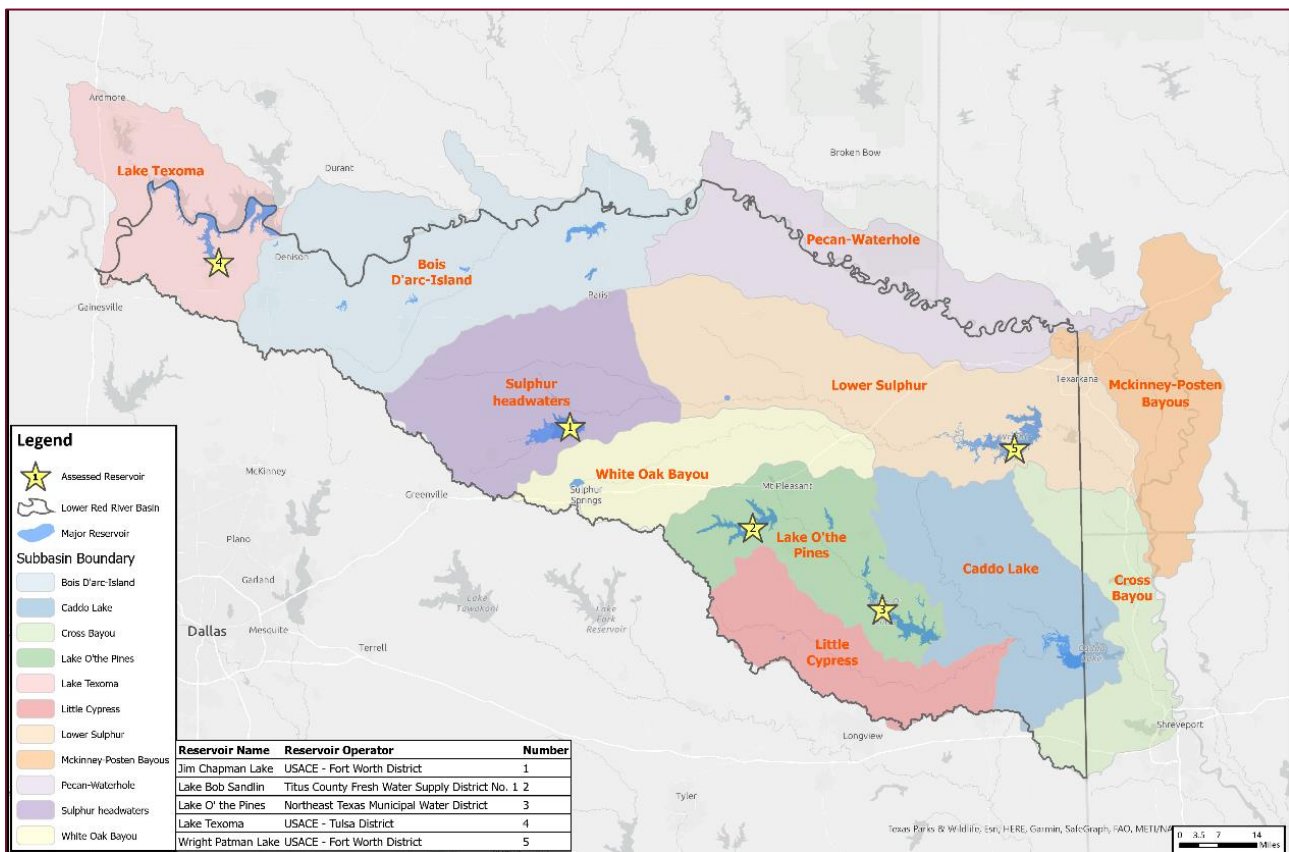 Ardmore
Lake Texoma
Durant
Broken Bow
4
Denison
Bois
D'arc-Island
Pecan-Waterhole
Gainesville
Paris
Sulphur
headwaters
Lower Sulphur
Texarkana
Mckinney-Posten
Bayous
1
5
White Oak Bayou
McKinney
Greenville
Sulphur
Springs
Mt Pleasant
2
Lake O'the
Pines
Caddo Lake
Cross
Bayou
Plano
Garland
Dallas
Mesquite
Terrell
Lake
Tawakoni
Lake
Fork
Reservoir
3
Little
Cypress
Longview
Shreveport
Tyler
Legend
1 Assessed Reservoir
Lower Red River Basin
Major Reservoir
Subbasin Boundary
Bois D'arc-Island
Caddo Lake
Cross Bayou
Lake O'the Pines
Lake Texoma
Little Cypress
Lower Sulphur
Mckinney-Posten Bayous
Pecan-Waterhole
Sulphur headwaters
White Oak Bayou
Reservoir Name Reservoir Operator Number
Jim Chapman Lake USACE - Fort Worth District 1
Lake Bob Sandlin Titus County Fresh Water Supply District No. 1 2
Lake O' the Pines Northeast Texas Municipal Water District 3
Lake Texoma USACE - Tulsa District 4
Wright Patman Lake USACE - Fort Worth District 5
Texas Parks & Wildlife, Esri, HERE, Garmin, SafeGraph, FAO, METI/NA
0 3.5 7 14
Miles